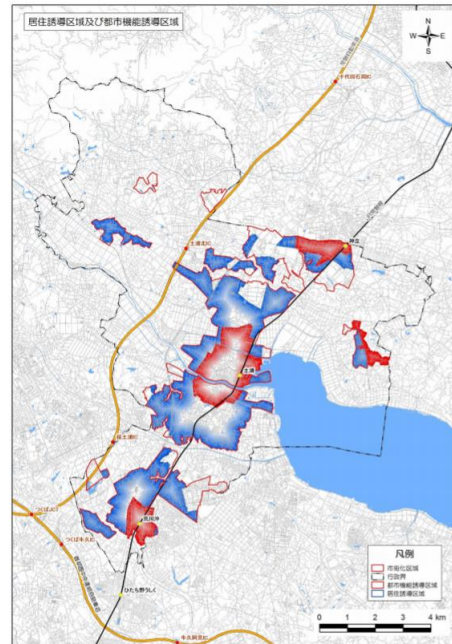 居住誘導区域及び都市機能誘導区域
N
W E
S
千代田石岡IC
土浦北IC
神立
土浦
桜土浦IC
荒川沖
つくばJCT
つくば牛久IC
ひたち野うしく
牛久阿見IC
凡例
市街化区域
行政界
都市機能誘導区域
居住誘導区域
0 1 2 3 4 km